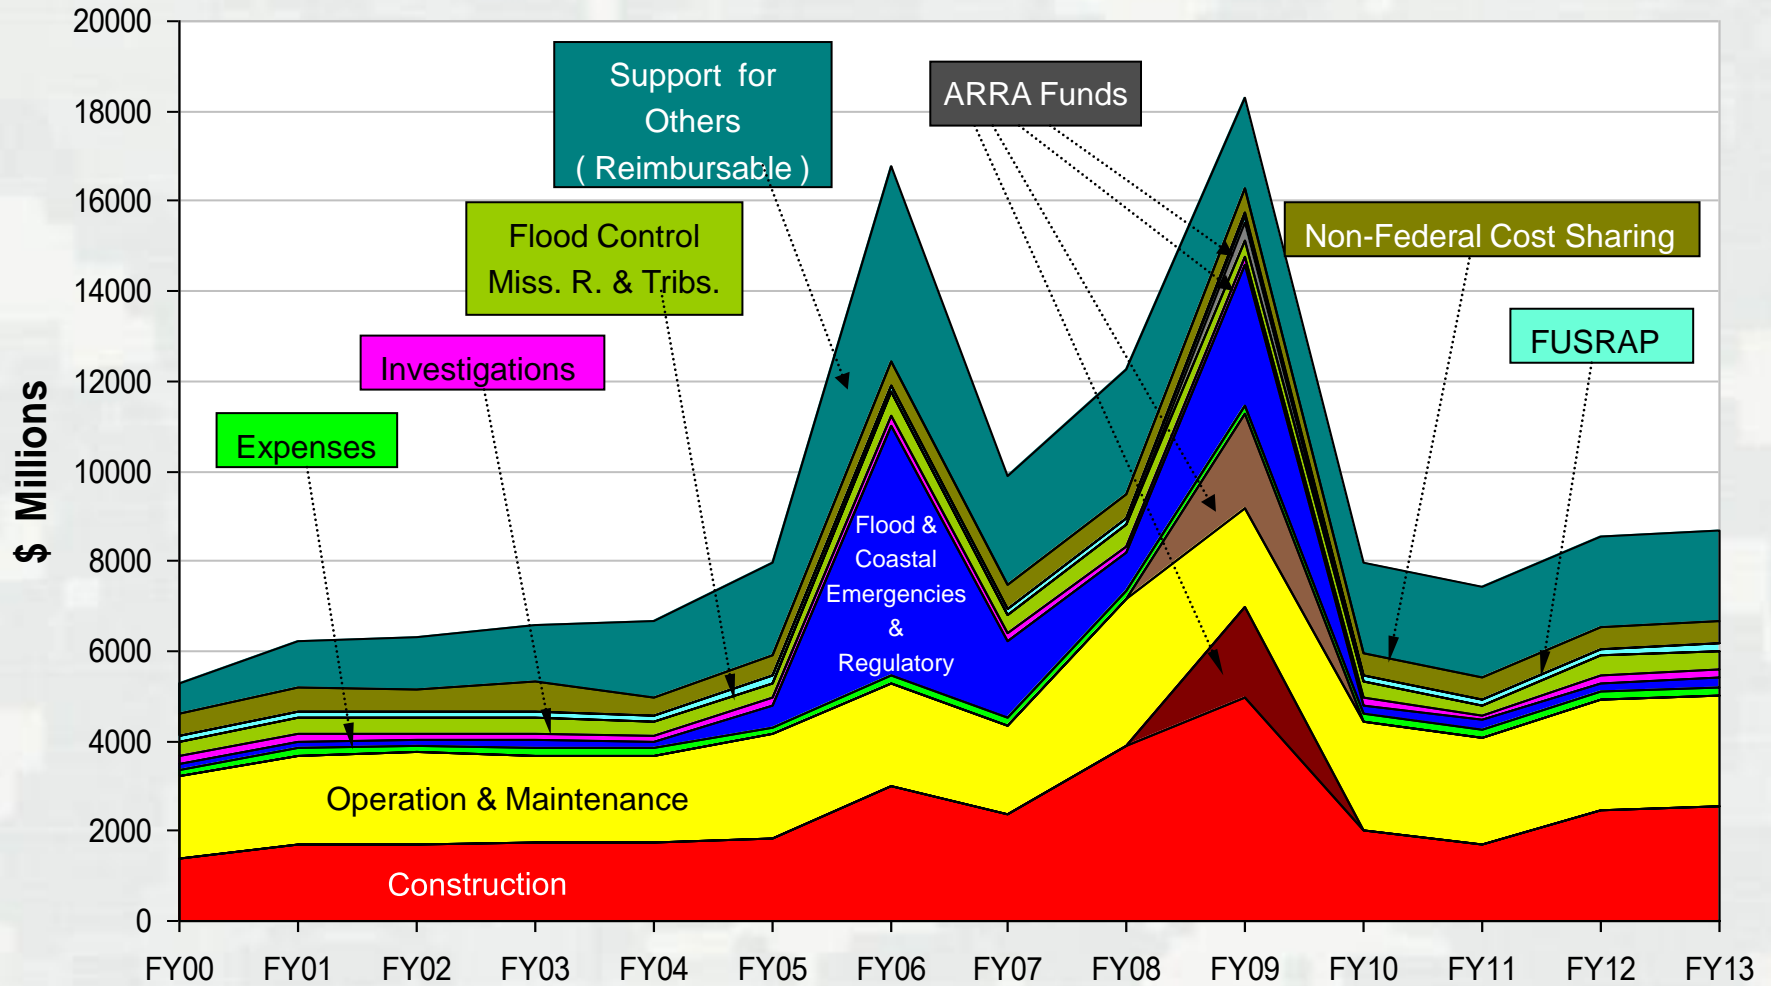 20000
18000
16000
14000
12000
10000
8000
6000
4000
2000
0
$ Millions
Support for
Others
( Reimbursable )
ARRA Funds
Flood Control
Miss. R. & Tribs.
Non-Federal Cost Sharing
Investigations
FUSRAP
Expenses
Flood &
Coastal
Emergencies
&
Regulatory
Operation & Maintenance
Construction
FY00 FY01 FY02 FY03 FY04 FY05 FY06 FY07 FY08 FY09 FY10 FY11 FY12 FY13